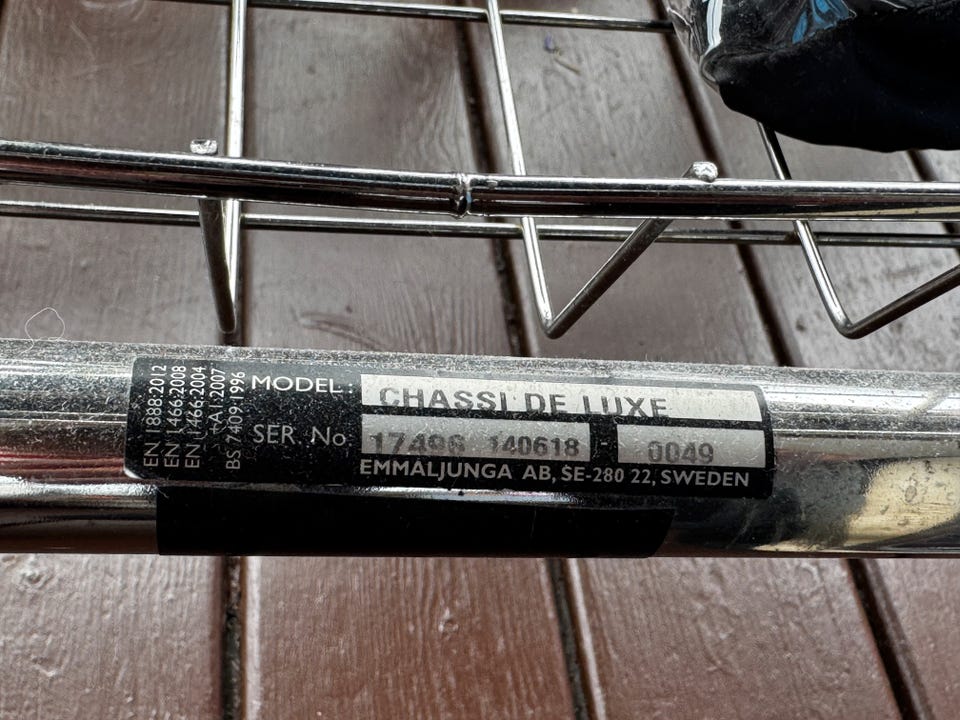 EN 1888:2012
EN 1466:2008
EN 1466:2004
+A1:2007
BS 7409:1996
MODEL: CHASSI DE LUXE
SER. No 17496 140618 0049
EMMALJUNGA AB, SE-280 22, SWEDEN